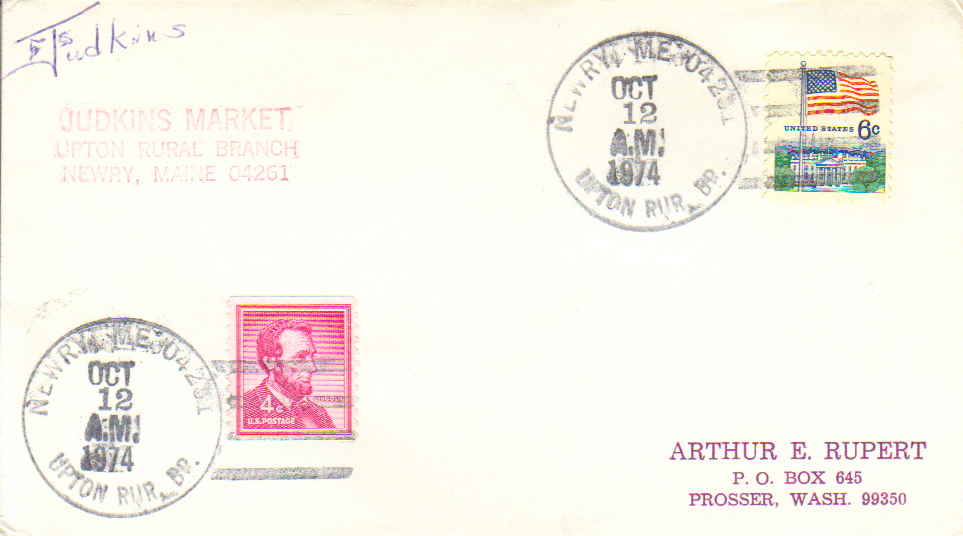 Judkins
JUDKINS MARKET
UPTON RURAL BRANCH
NEWRY, MAINE 04261
NEWRY, ME. 04261
OCT
12
A.M.
1974
UPTON RUR. BR.
UNITED STATES 6c
NEWRY, ME. 04261
OCT
12
A.M.
1974
UPTON RUR. BR.
LINCOLN
4c
U.S. POSTAGE
ARTHUR E. RUPERT
P. O. BOX 645
PROSSER, WASH. 99350